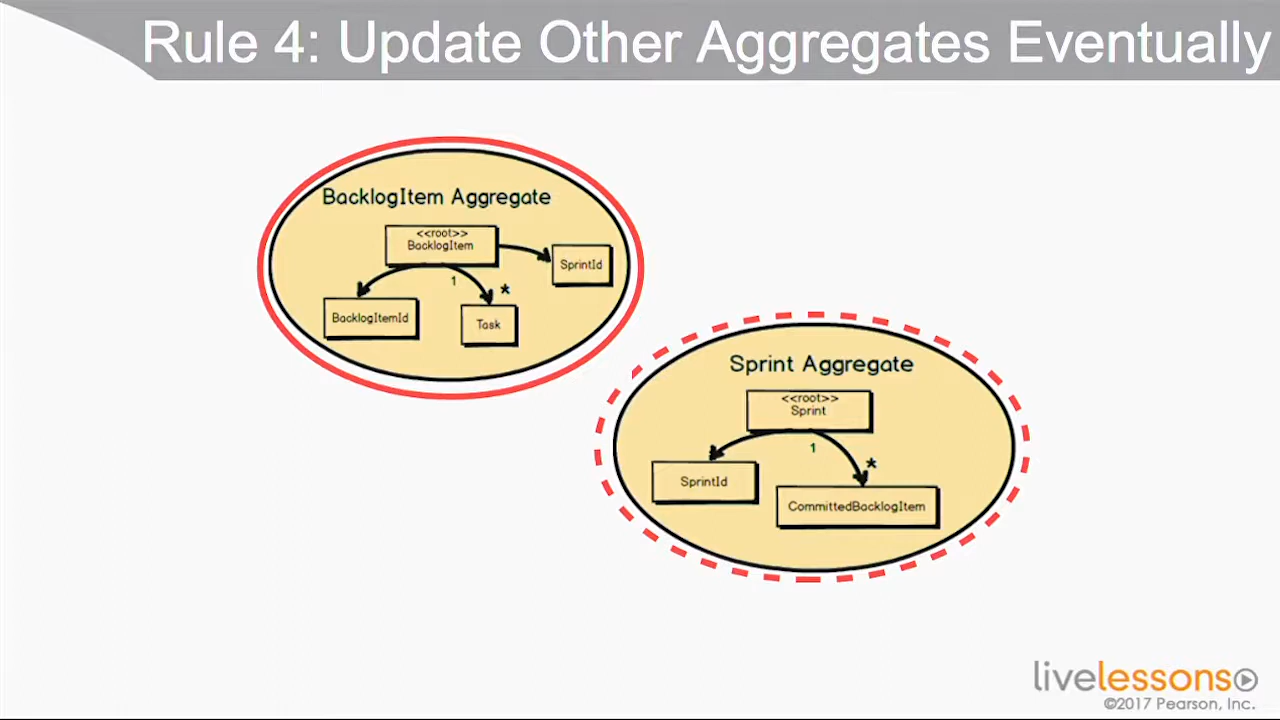 Rule 4: Update Other Aggregates Eventually
BacklogItem Aggregate
<<root>>
BacklogItem
SprintId
1
*
BacklogItemId
Task
Sprint Aggregate
<<root>>
Sprint
1
*
SprintId
CommittedBacklogItem
livelessons
©2017 Pearson, Inc.